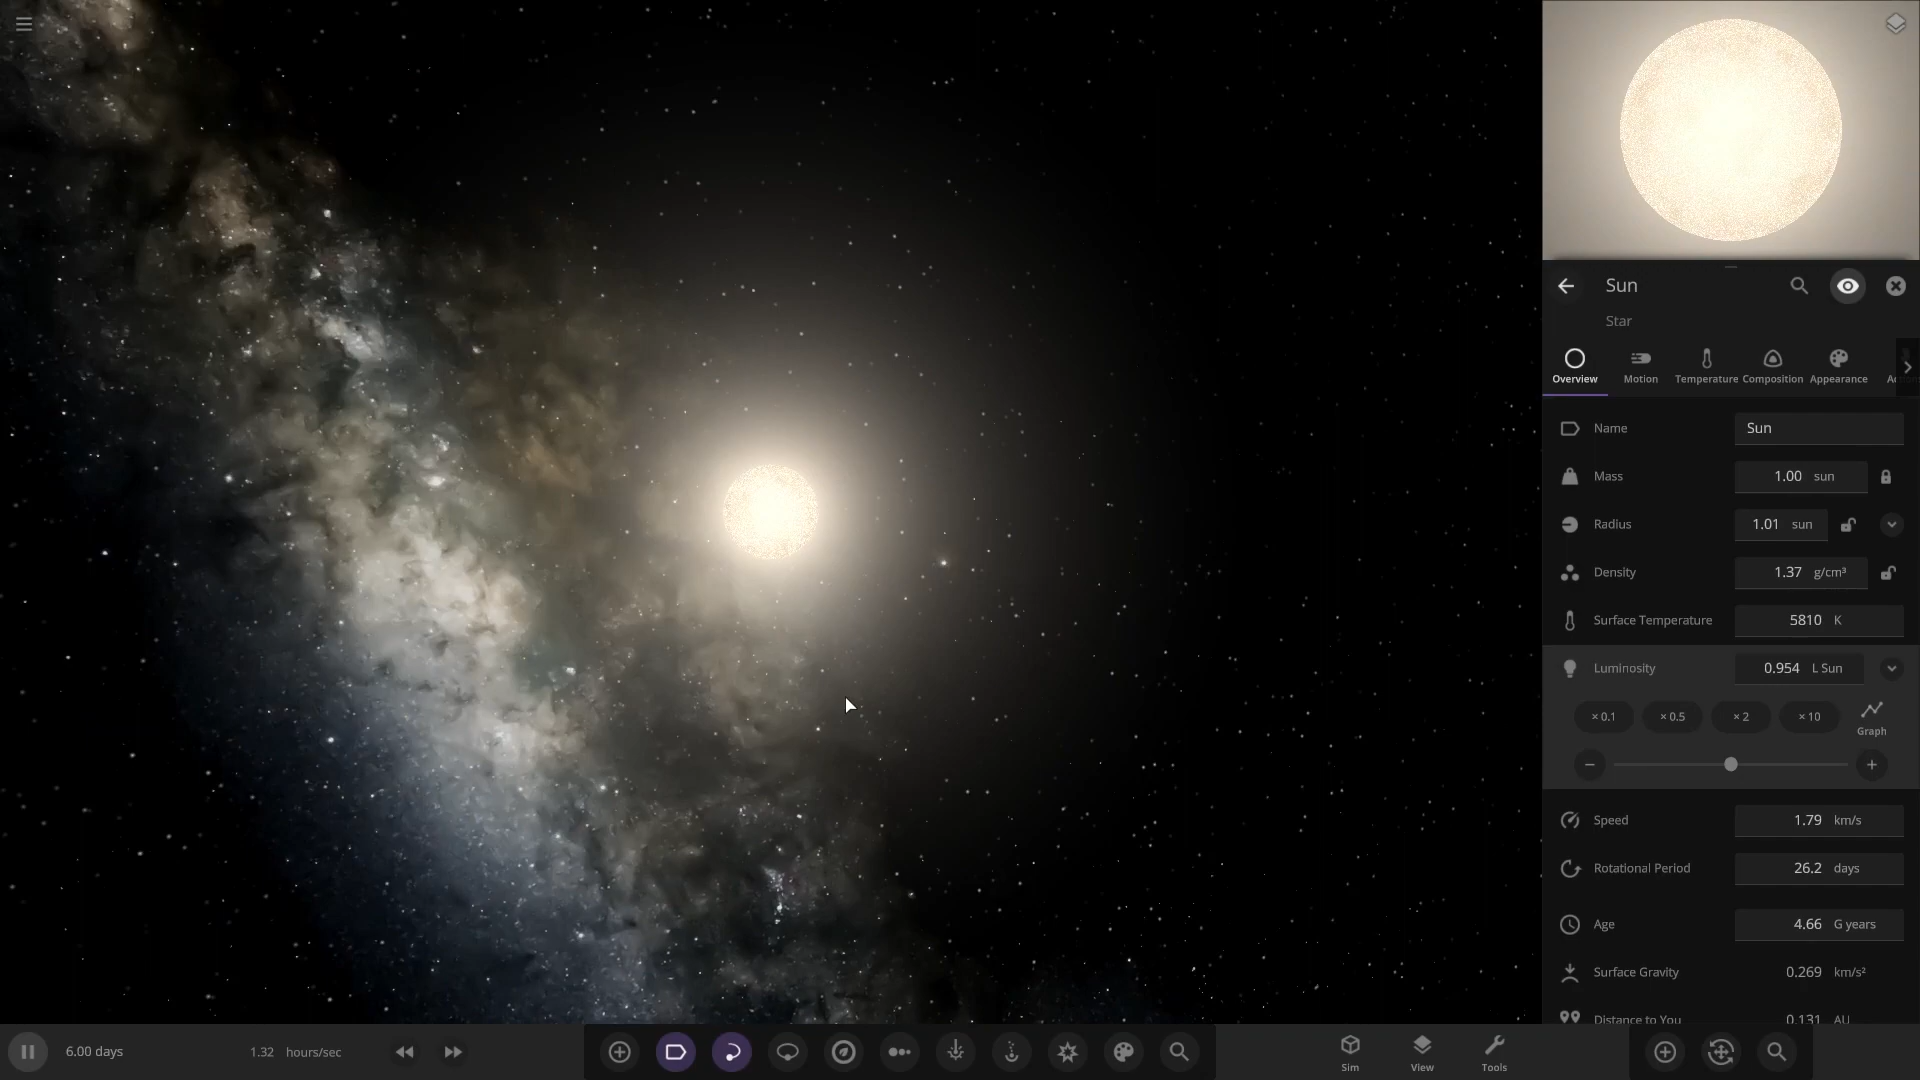 Sun
Star
Overview
Motion
Temperature
Composition
Appearance
Name
Sun
Mass
1.00 sun
Radius
1.01 sun
Density
1.37 g/cm³
Surface Temperature
5810 K
Luminosity
0.954 L Sun
× 0.1
× 0.5
× 2
× 10
Graph
Speed
1.79 km/s
Rotational Period
26.2 days
Age
4.66 G years
Surface Gravity
0.269 km/s²
Distance to You
0.131 AU
6.00 days
1.32 hours/sec
Sim
View
Tools